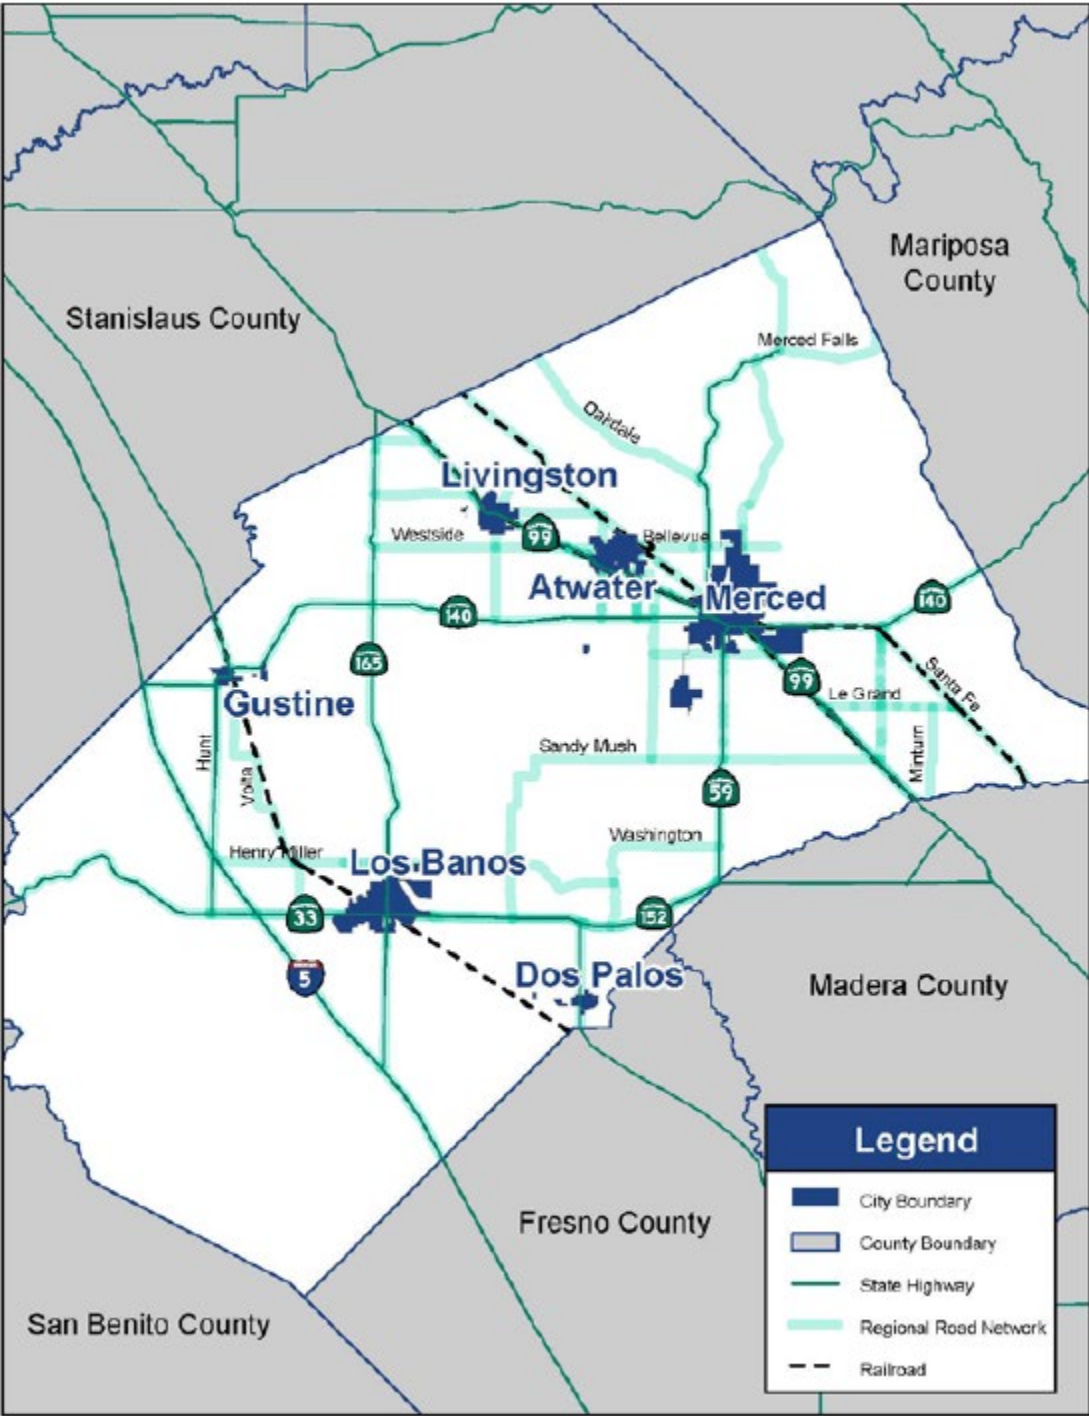 Mariposa
County
Stanislaus County
Merced Falls
Oakdale
Livingston
Westside
99
Bellevue
Atwater
Merced
140
140
165
99
Santa Fe
Le Grand
Gustine
Hunt
Volta
Sandy Mush
Minturn
59
Washington
Henry Miller
Los Banos
33
152
5
Dos Palos
Madera County
Legend
City Boundary
County Boundary
State Highway
Regional Road Network
Railroad
Fresno County
San Benito County